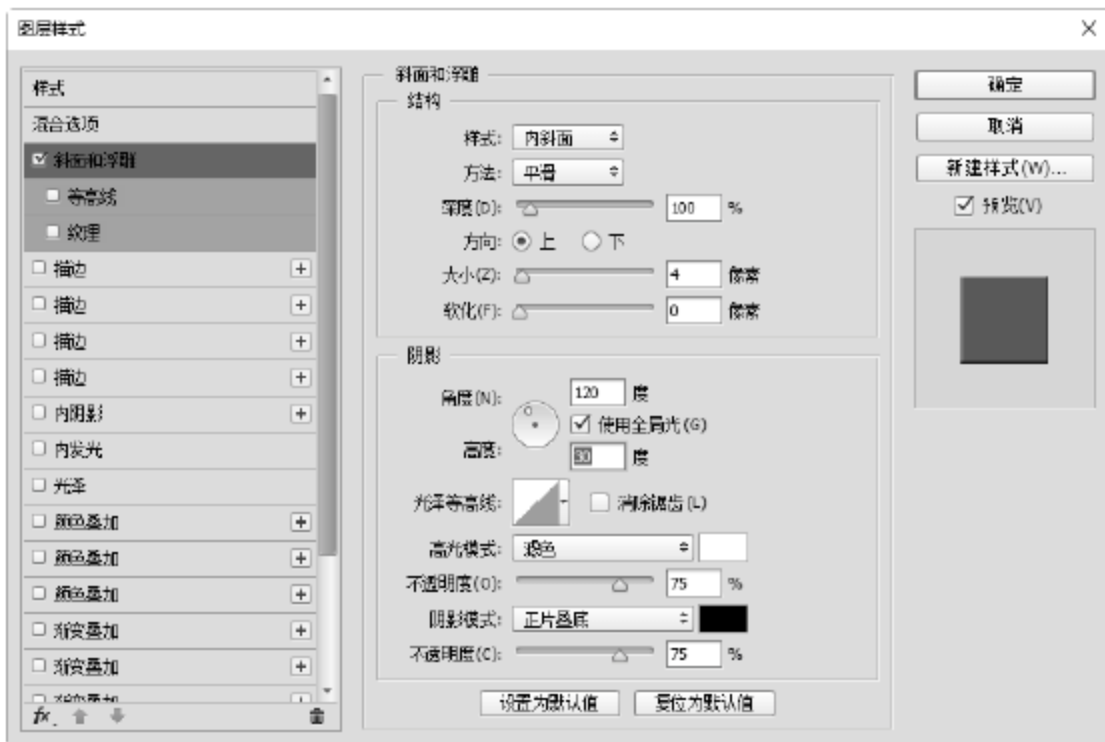 图层样式
样式
混合选项
斜面和浮雕
等高线
纹理
描边
描边
描边
描边
内阴影
内发光
光泽
颜色叠加
颜色叠加
颜色叠加
渐变叠加
渐变叠加
渐变叠加
fx
斜面和浮雕
结构
样式: 内斜面
方法: 平滑
深度(D): 100 %
方向: 上 下
大小(Z): 4 像素
软化(F): 0 像素
阴影
角度(N): 120 度
使用全局光(G)
高度: 30 度
光泽等高线: 消除锯齿(L)
高光模式: 滤色
不透明度(O): 75 %
阴影模式: 正片叠底
不透明度(C): 75 %
设置为默认值 复位为默认值
确定
取消
新建样式(W)...
预览(V)